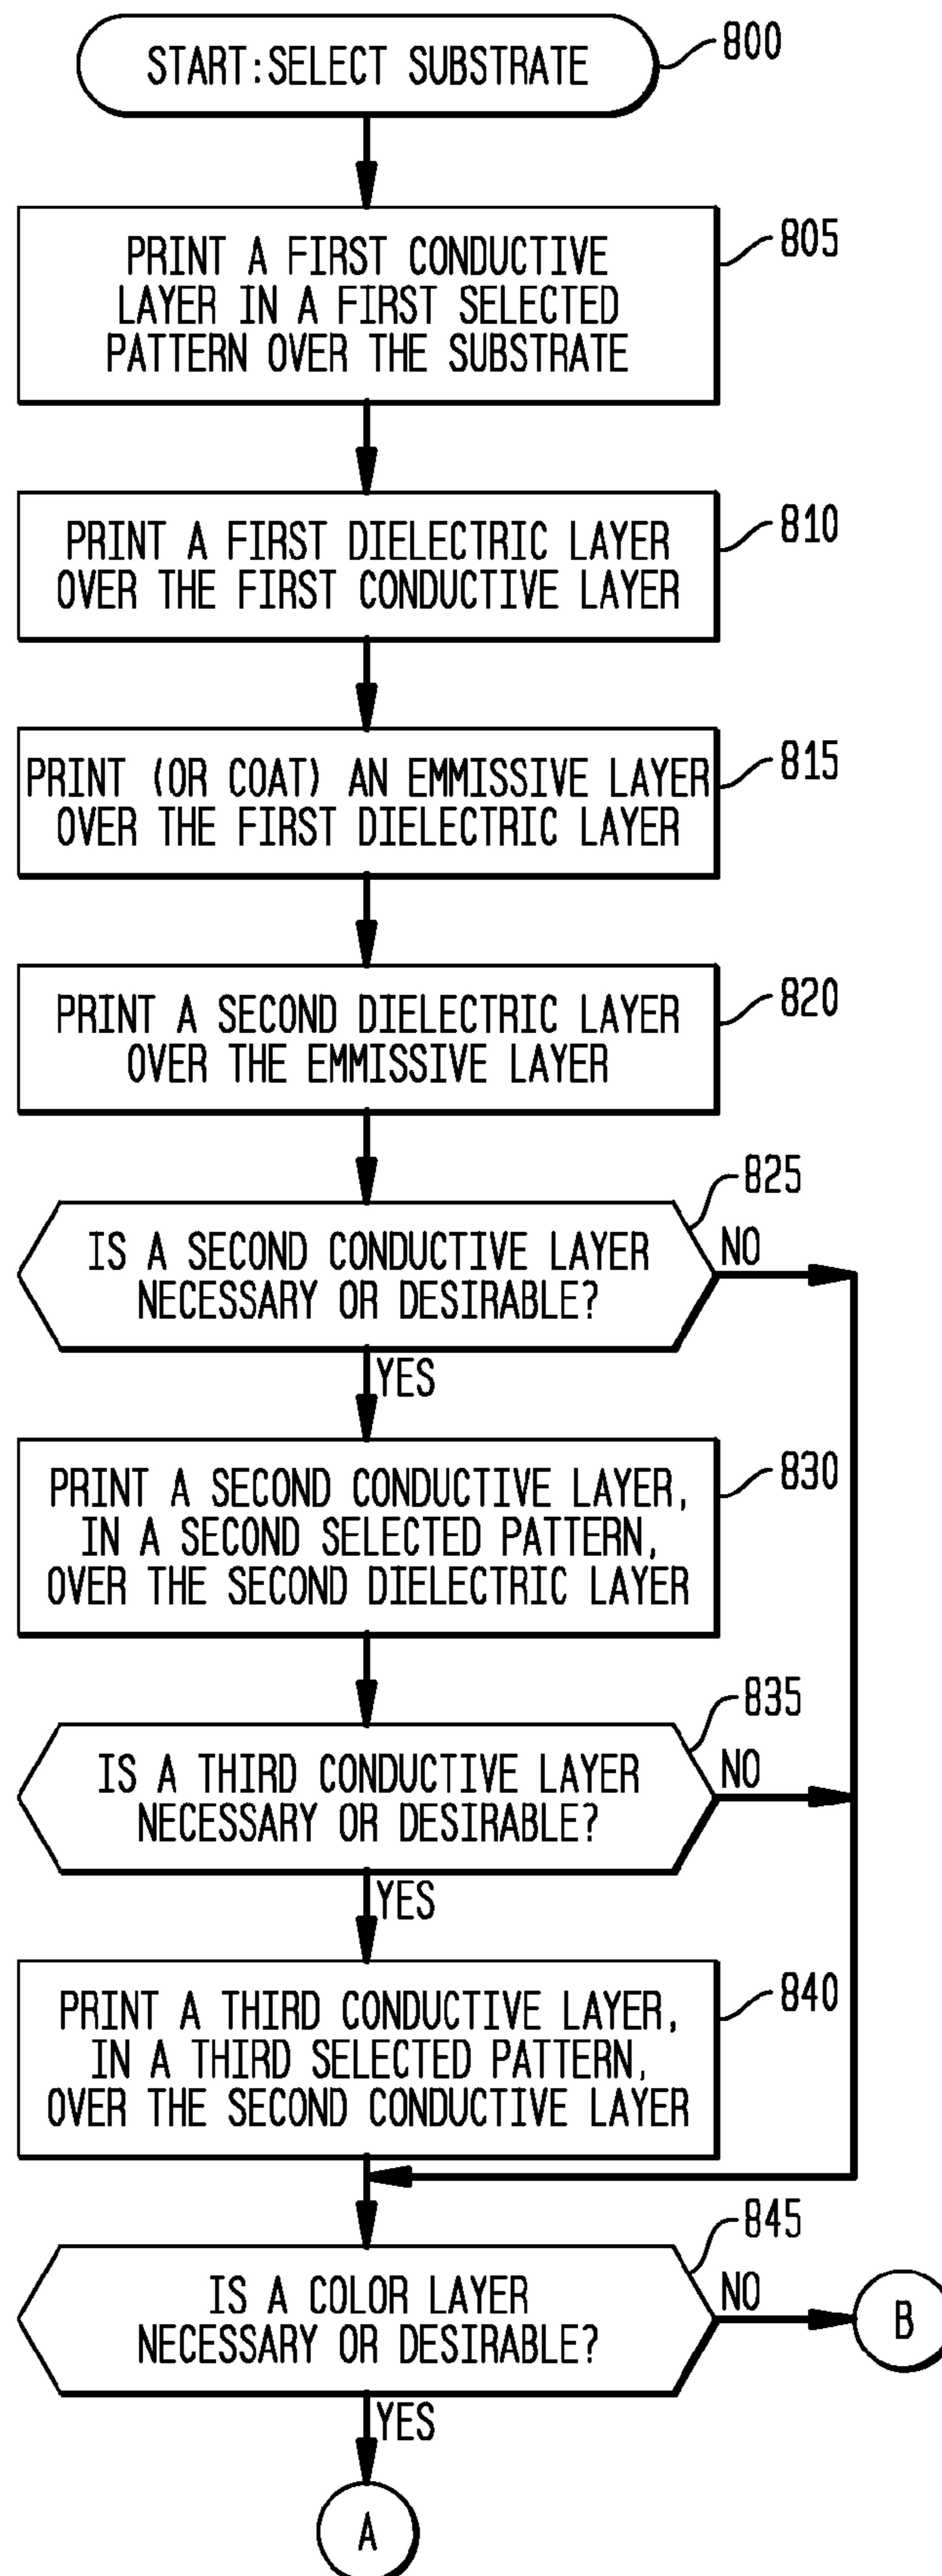 START:SELECT SUBSTRATE
800
PRINT A FIRST CONDUCTIVE
LAYER IN A FIRST SELECTED
PATTERN OVER THE SUBSTRATE
805
PRINT A FIRST DIELECTRIC LAYER
OVER THE FIRST CONDUCTIVE LAYER
810
PRINT (OR COAT) AN EMMISSIVE LAYER
OVER THE FIRST DIELECTRIC LAYER
815
PRINT A SECOND DIELECTRIC LAYER
OVER THE EMMISSIVE LAYER
820
IS A SECOND CONDUCTIVE LAYER
NECESSARY OR DESIRABLE?
825
NO
YES
PRINT A SECOND CONDUCTIVE LAYER,
IN A SECOND SELECTED PATTERN,
OVER THE SECOND DIELECTRIC LAYER
830
IS A THIRD CONDUCTIVE LAYER
NECESSARY OR DESIRABLE?
835
NO
YES
PRINT A THIRD CONDUCTIVE LAYER,
IN A THIRD SELECTED PATTERN,
OVER THE SECOND CONDUCTIVE LAYER
840
IS A COLOR LAYER
NECESSARY OR DESIRABLE?
845
NO
B
YES
A